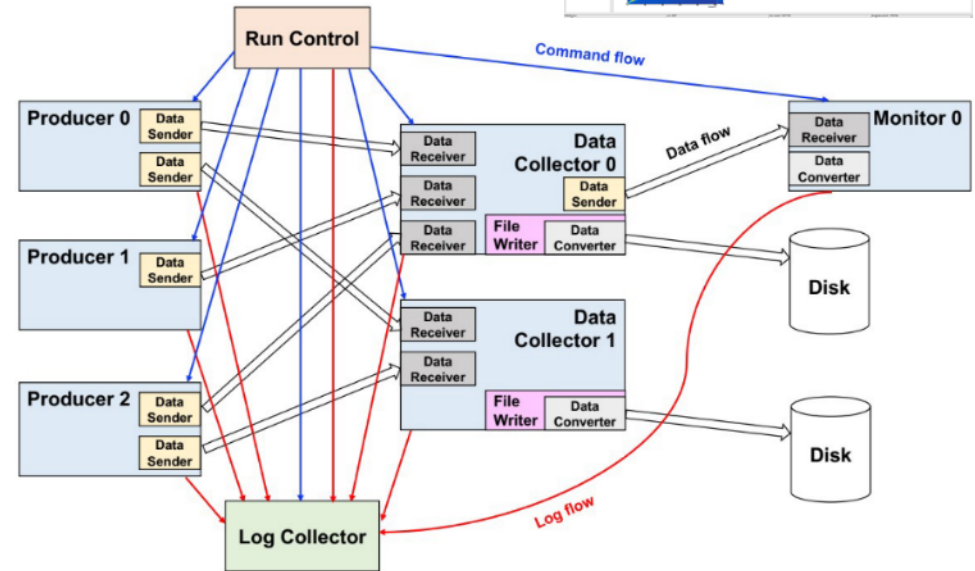 Run Control
Command flow
Producer 0
Data
Sender
Data
Sender
Data
Receiver
Data
Collector 0
Data
Receiver
Data
Sender
Data
Receiver
File
Writer
Data
Converter
Data flow
Monitor 0
Data
Receiver
Data
Converter
Producer 1
Data
Sender
Disk
Data
Receiver
Data
Collector 1
Data
Receiver
File
Writer
Data
Converter
Producer 2
Data
Sender
Data
Sender
Disk
Log flow
Log Collector